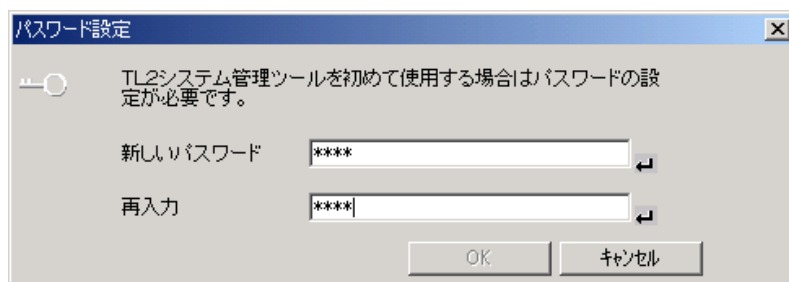 パスワード設定
TL2システム管理ツールを初めて使用する場合はパスワードの設
定が必要です。
新しいパスワード ****
再入力 ****
OK キャンセル